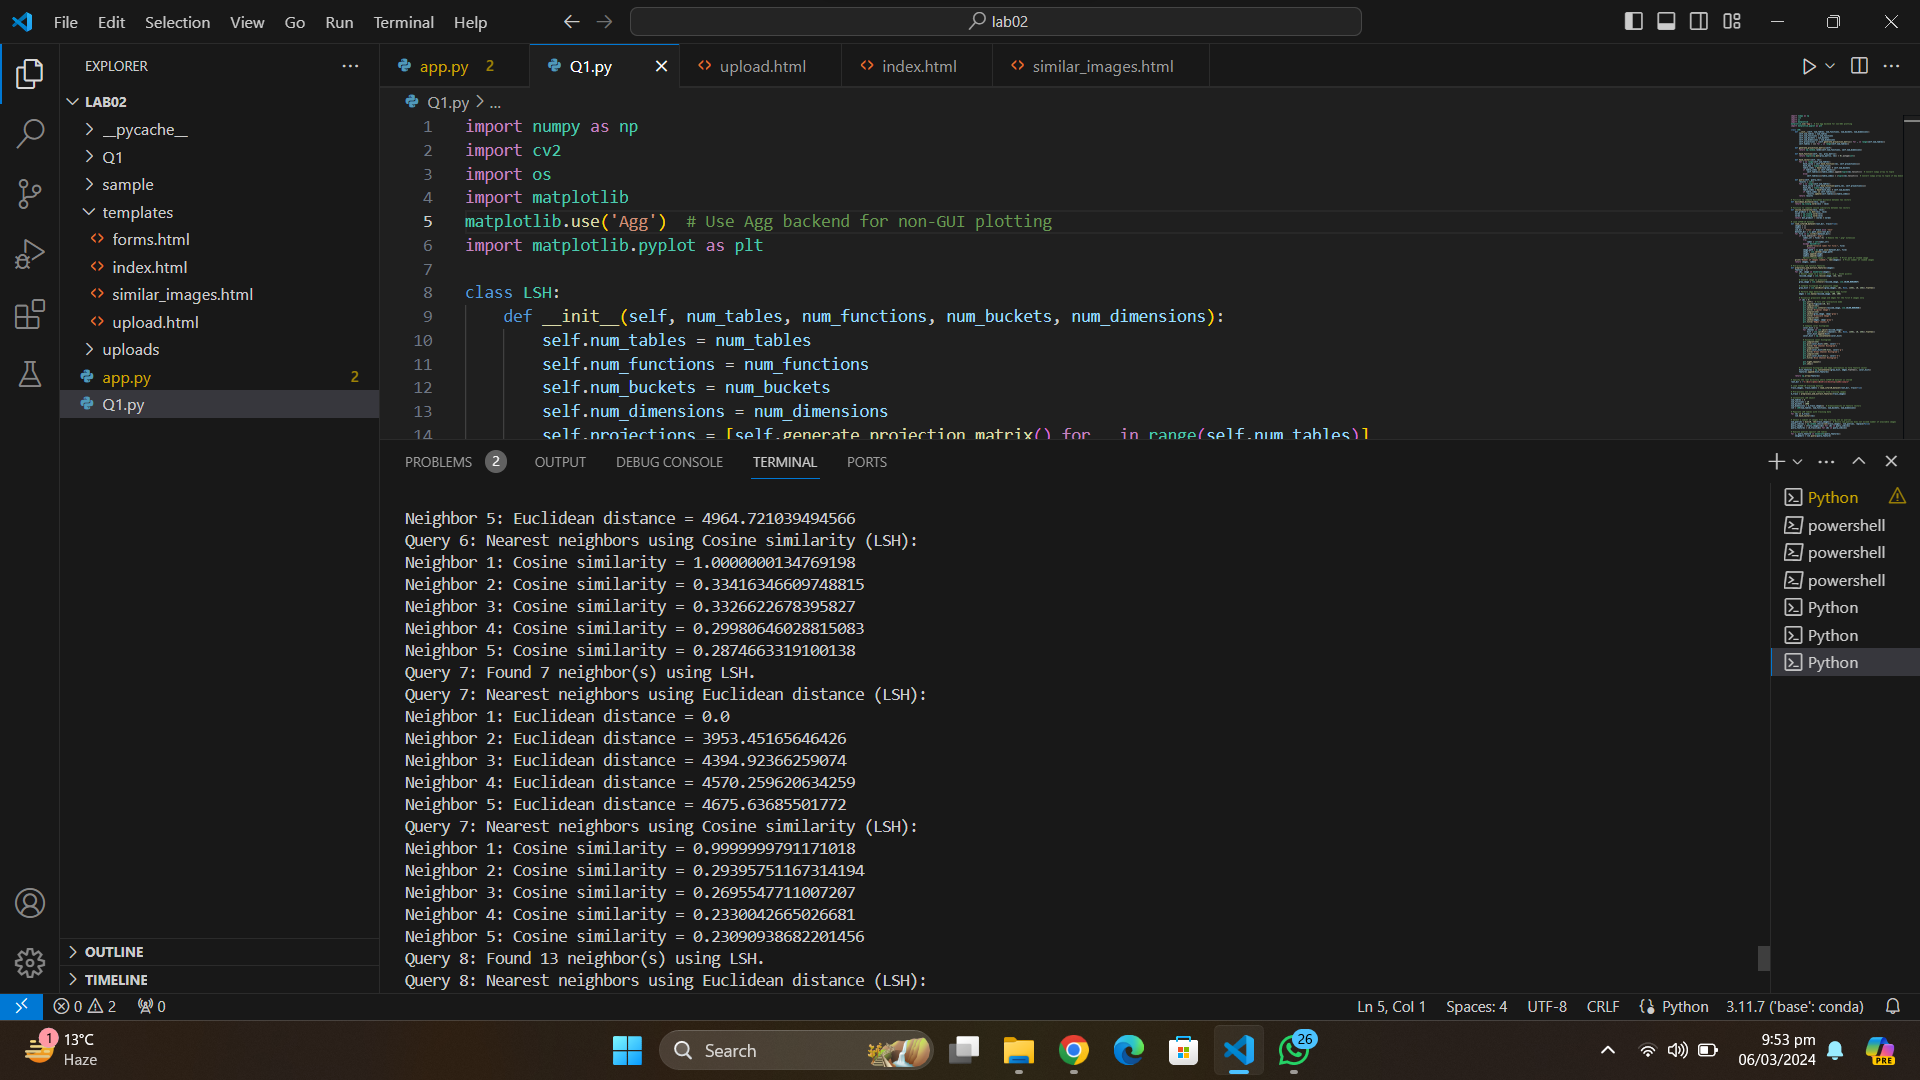 File Edit Selection View Go Run Terminal Help
lab02
EXPLORER
LAB02
__pycache__
Q1
sample
templates
forms.html
index.html
similar_images.html
upload.html
uploads
app.py 2
Q1.py
OUTLINE
TIMELINE
app.py 2 Q1.py upload.html index.html similar_images.html
Q1.py > ...
1 import numpy as np
2 import cv2
3 import os
4 import matplotlib
5 matplotlib.use('Agg')  # Use Agg backend for non-GUI plotting
6 import matplotlib.pyplot as plt
7
8 class LSH:
9     def __init__(self, num_tables, num_functions, num_buckets, num_dimensions):
10         self.num_tables = num_tables
11         self.num_functions = num_functions
12         self.num_buckets = num_buckets
13         self.num_dimensions = num_dimensions
14         self.projections = [self.generate_projection_matrix() for _ in range(self.num_tables)]
PROBLEMS 2 OUTPUT DEBUG CONSOLE TERMINAL PORTS
Neighbor 5: Euclidean distance = 4964.721039494566
Query 6: Nearest neighbors using Cosine similarity (LSH):
Neighbor 1: Cosine similarity = 1.0000000134769198
Neighbor 2: Cosine similarity = 0.33416346609748815
Neighbor 3: Cosine similarity = 0.3326622678395827
Neighbor 4: Cosine similarity = 0.29980646028815083
Neighbor 5: Cosine similarity = 0.2874663319100138
Query 7: Found 7 neighbor(s) using LSH.
Query 7: Nearest neighbors using Euclidean distance (LSH):
Neighbor 1: Euclidean distance = 0.0
Neighbor 2: Euclidean distance = 3953.45165646426
Neighbor 3: Euclidean distance = 4394.92366259074
Neighbor 4: Euclidean distance = 4570.259620634259
Neighbor 5: Euclidean distance = 4675.63685501772
Query 7: Nearest neighbors using Cosine similarity (LSH):
Neighbor 1: Cosine similarity = 0.9999999791171018
Neighbor 2: Cosine similarity = 0.29395751167314194
Neighbor 3: Cosine similarity = 0.2695547711007207
Neighbor 4: Cosine similarity = 0.2330042665026681
Neighbor 5: Cosine similarity = 0.23090938682201456
Query 8: Found 13 neighbor(s) using LSH.
Query 8: Nearest neighbors using Euclidean distance (LSH):
Python
powershell
powershell
powershell
Python
Python
Python
0 2 0
Ln 5, Col 1 Spaces: 4 UTF-8 CRLF Python 3.11.7 ('base': conda)
1 13°C
Haze
Search
26
PRE
9:53 pm
06/03/2024